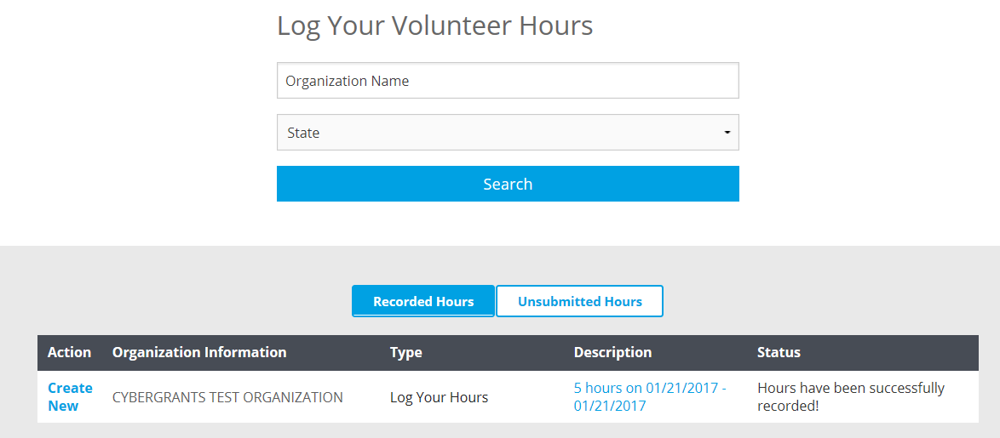 Log Your Volunteer Hours
Organization Name
State
Search
Recorded Hours Unsubmitted Hours
Action Organization Information Type Description Status
Create New CYBERGRANTS TEST ORGANIZATION Log Your Hours 5 hours on 01/21/2017 - 01/21/2017 Hours have been successfully recorded!